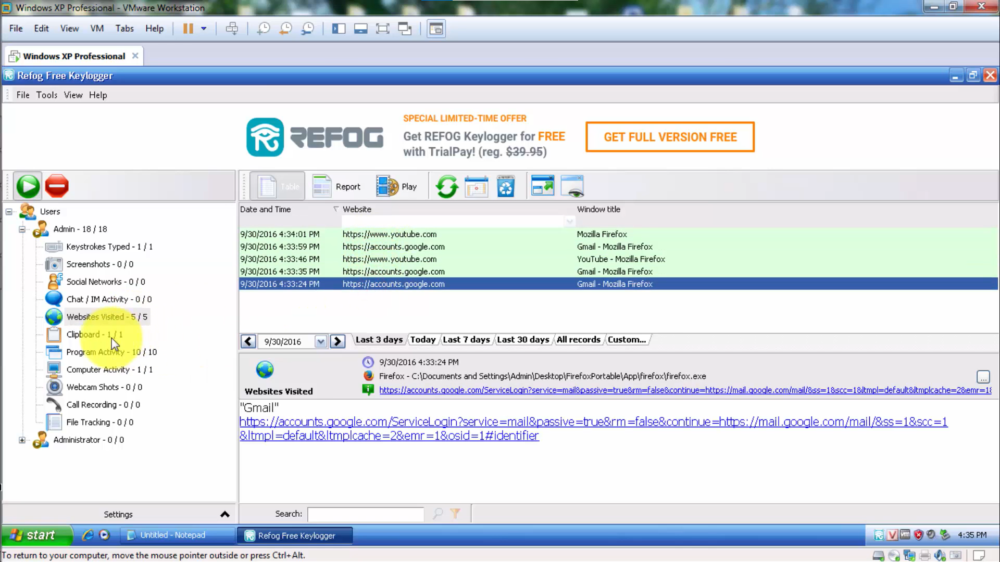 Windows XP Professional - VMware Workstation
File Edit View VM Tabs Help
Windows XP Professional
Refog Free Keylogger
File Tools View Help
REFOG
SPECIAL LIMITED-TIME OFFER
Get REFOG Keylogger for FREE
with TrialPay! (reg. $39.95)
GET FULL VERSION FREE
Table Report Play
Users
Admin - 18 / 18
Keystrokes Typed - 1 / 1
Screenshots - 0 / 0
Social Networks - 0 / 0
Chat / IM Activity - 0 / 0
Websites Visited - 5 / 5
Clipboard - 1 / 1
Program Activity - 10 / 10
Computer Activity - 1 / 1
Webcam Shots - 0 / 0
Call Recording - 0 / 0
File Tracking - 0 / 0
Administrator - 0 / 0
Settings
Date and Time Website Window title
9/30/2016 4:34:01 PM https://www.youtube.com Mozilla Firefox
9/30/2016 4:33:59 PM https://accounts.google.com Gmail - Mozilla Firefox
9/30/2016 4:33:46 PM https://www.youtube.com YouTube - Mozilla Firefox
9/30/2016 4:33:35 PM https://accounts.google.com Gmail - Mozilla Firefox
9/30/2016 4:33:24 PM https://accounts.google.com Gmail - Mozilla Firefox
9/30/2016 Last 3 days Today Last 7 days Last 30 days All records Custom...
Websites Visited
9/30/2016 4:33:24 PM
Firefox - C:\Documents and Settings\Admin\Desktop\FirefoxPortable\App\firefox\firefox.exe
...
https://accounts.google.com/ServiceLogin?service=mail&passive=true&rm=false&continue=https://mail.google.com/mail/&ss=1&scc=1&ltmpl=default&ltmplcache=2&emr=1&
"Gmail"
https://accounts.google.com/ServiceLogin?service=mail&passive=true&rm=false&continue=https://mail.google.com/mail/&ss=1&scc=1
&ltmpl=default&ltmplcache=2&emr=1&osid=1#identifier
Search:
start Untitled - Notepad Refog Free Keylogger 4:35 PM
To return to your computer, move the mouse pointer outside or press Ctrl+Alt.